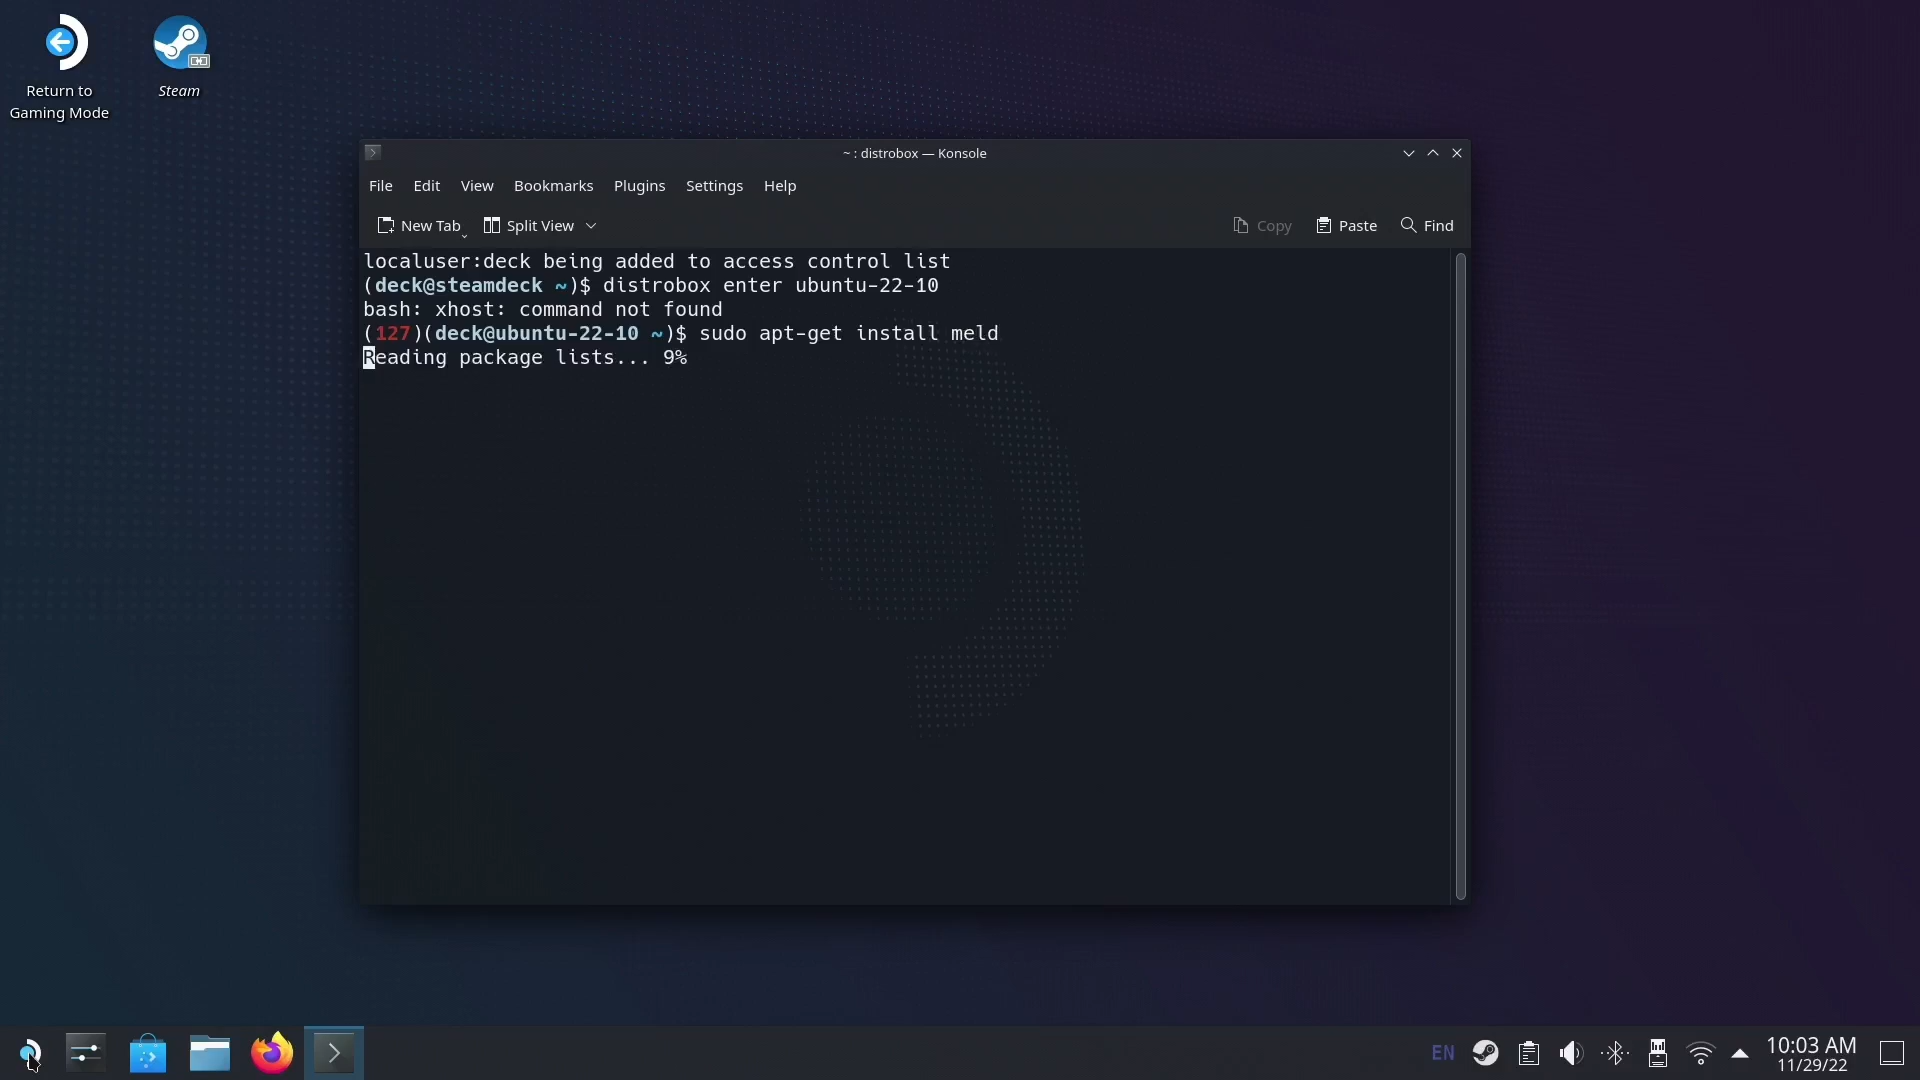 Return to
Gaming Mode
Steam
~ : distrobox — Konsole
File Edit View Bookmarks Plugins Settings Help
New Tab Split View Copy Paste Find
localuser:deck being added to access control list
(deck@steamdeck ~)$ distrobox enter ubuntu-22-10
bash: xhost: command not found
(127)(deck@ubuntu-22-10 ~)$ sudo apt-get install meld
Reading package lists... 9%
EN
10:03 AM
11/29/22